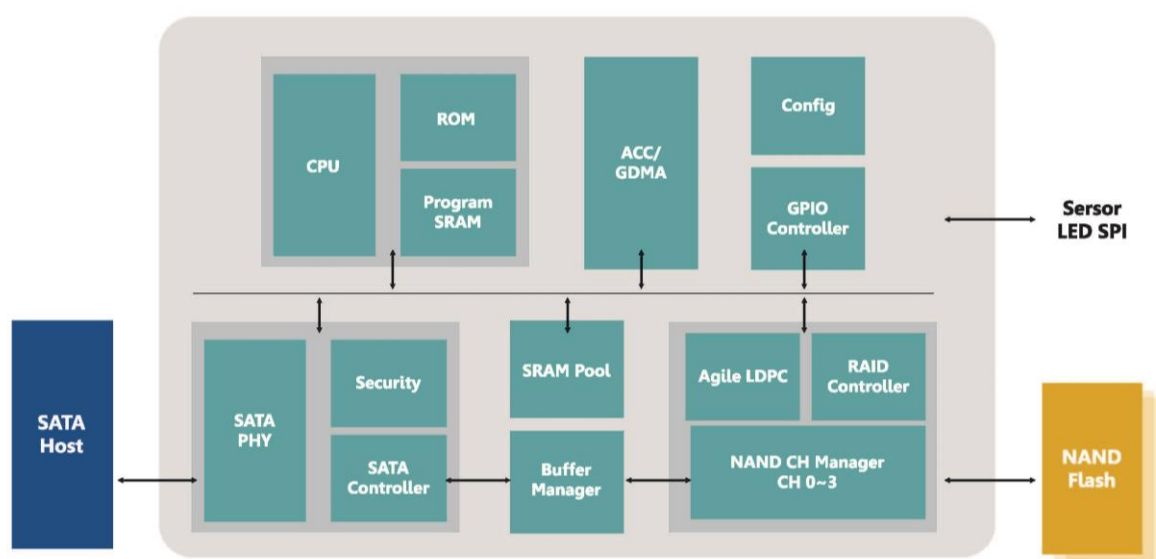 CPU
ROM
Program
SRAM
ACC/
GDMA
Config
GPIO
Controller
Sersor
LED SPI
SATA
Host
SATA
PHY
Security
SATA
Controller
SRAM Pool
Buffer
Manager
Agile LDPC
RAID
Controller
NAND CH Manager
CH 0~3
NAND
Flash